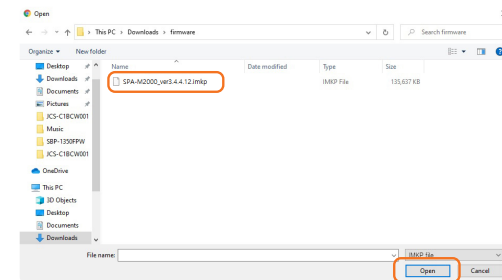 Open
This PC > Downloads > firmware
Search firmware
Organize
New folder
Name
Date modified
Type
Size
Desktop
Downloads
Documents
Pictures
JCS-C1BCW001
Music
SBP-1350FPW
JCS-C1BCW001
OneDrive
This PC
3D Objects
Desktop
Documents
Downloads
SPA-M2000_ver3.4.4.12.imkp
IMKP File
135,637 KB
File name:
IMKP file
Open
Cancel